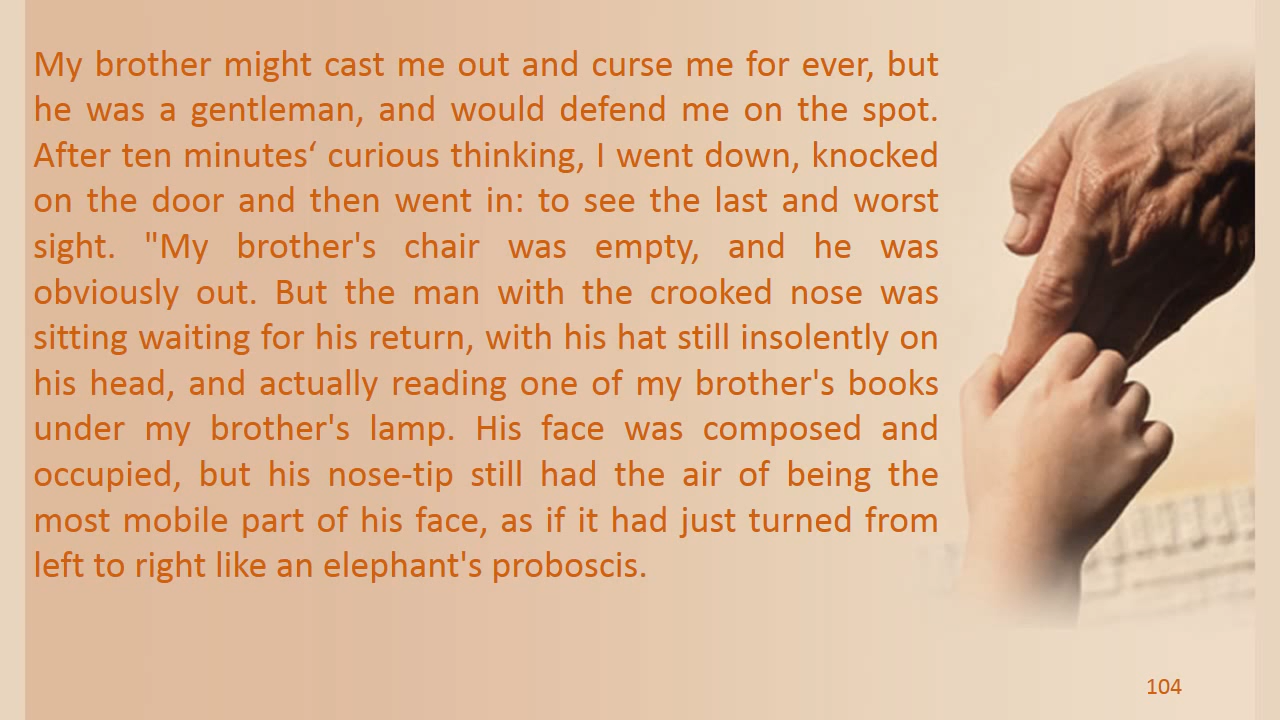 My brother might cast me out and curse me for ever, but
he was a gentleman, and would defend me on the spot.
After ten minutes‘ curious thinking, I went down, knocked
on the door and then went in: to see the last and worst
sight. "My brother's chair was empty, and he was
obviously out. But the man with the crooked nose was
sitting waiting for his return, with his hat still insolently on
his head, and actually reading one of my brother's books
under my brother's lamp. His face was composed and
occupied, but his nose-tip still had the air of being the
most mobile part of his face, as if it had just turned from
left to right like an elephant's proboscis.
104